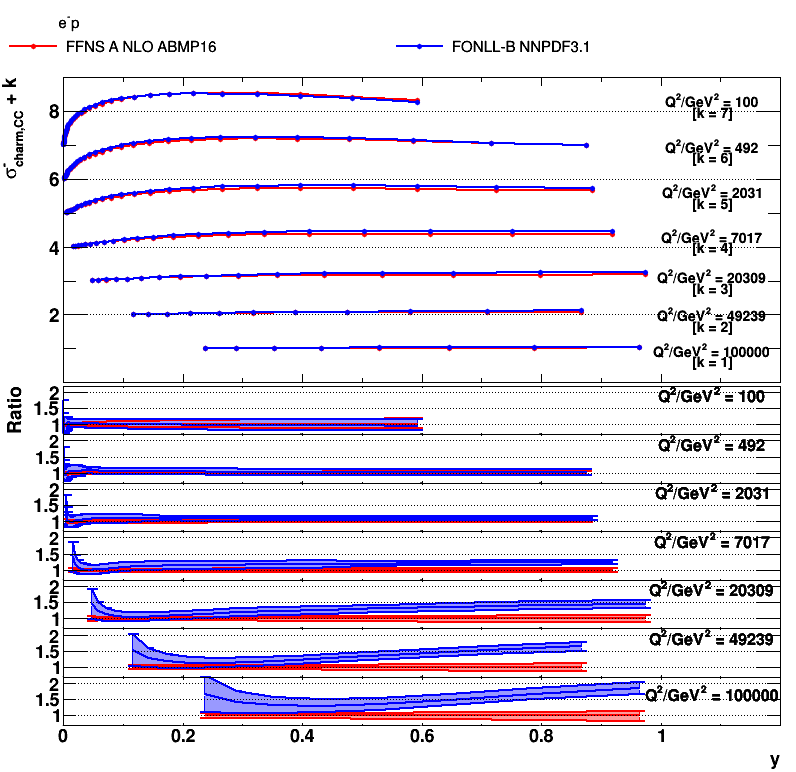 e⁻p
FFNS A NLO ABMP16
FONLL-B NNPDF3.1
σ⁻charm,CC + k
8
6
4
2
Q²/GeV² = 100
[k = 7]
Q²/GeV² = 492
[k = 6]
Q²/GeV² = 2031
[k = 5]
Q²/GeV² = 7017
[k = 4]
Q²/GeV² = 20309
[k = 3]
Q²/GeV² = 49239
[k = 2]
Q²/GeV² = 100000
[k = 1]
Ratio
2
1.5
1
Q²/GeV² = 100
2
1.5
1
Q²/GeV² = 492
2
1.5
1
Q²/GeV² = 2031
2
1.5
1
Q²/GeV² = 7017
2
1.5
1
Q²/GeV² = 20309
2
1.5
1
Q²/GeV² = 49239
2
1.5
1
Q²/GeV² = 100000
0 0.2 0.4 0.6 0.8 1
y